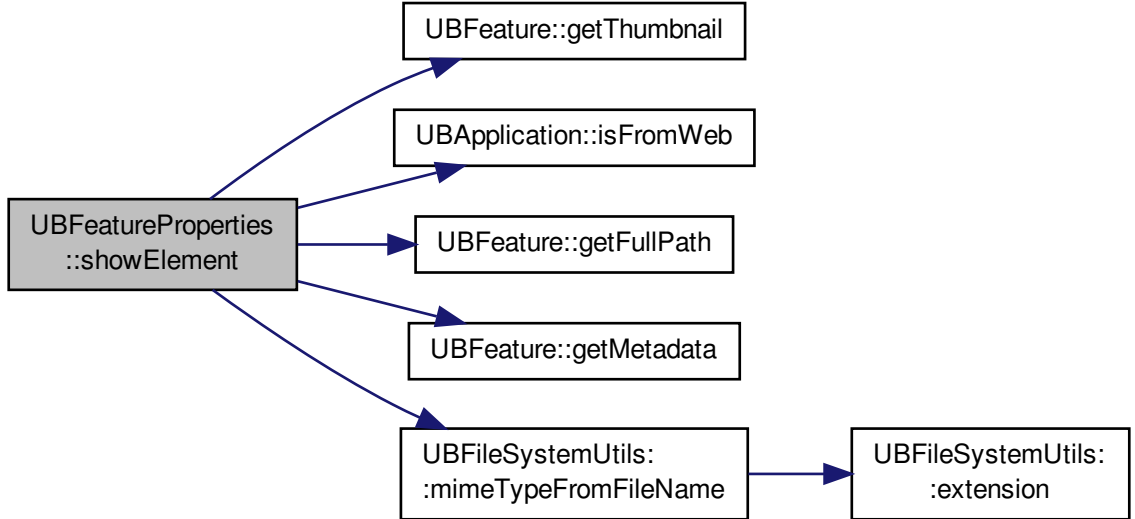 UBFeature::getThumbnail
UBApplication::isFromWeb
UBFeatureProperties
::showElement
UBFeature::getFullPath
UBFeature::getMetadata
UBFileSystemUtils:
:mimeTypeFromFileName
UBFileSystemUtils:
:extension